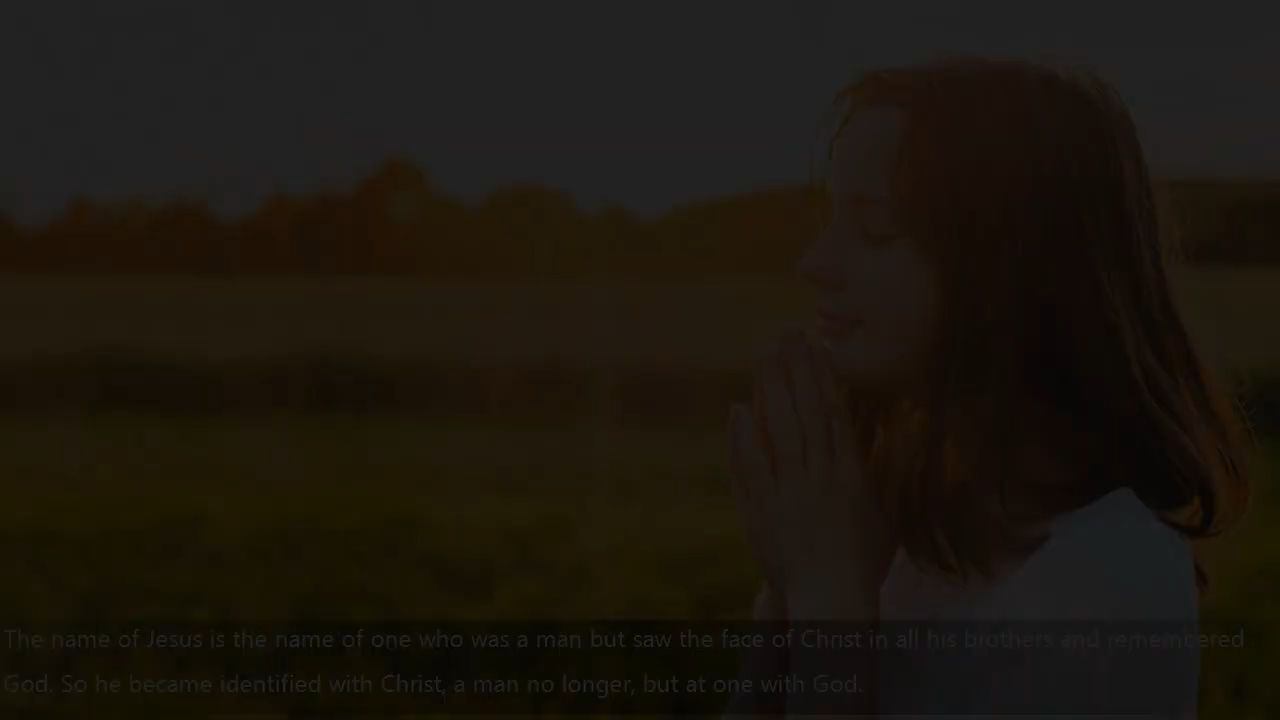 The name of Jesus is the name of one who was a man but saw the face of Christ in all his brothers and remembered
God. So he became identified with Christ, a man no longer, but at one with God.